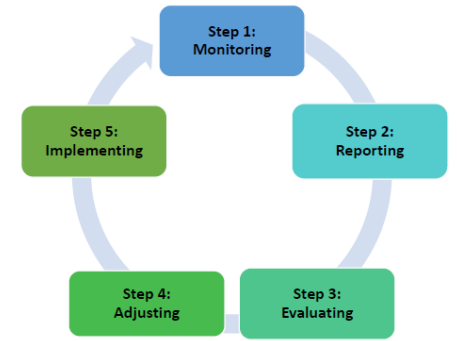 Step 1:
Monitoring
Step 2:
Reporting
Step 3:
Evaluating
Step 4:
Adjusting
Step 5:
Implementing